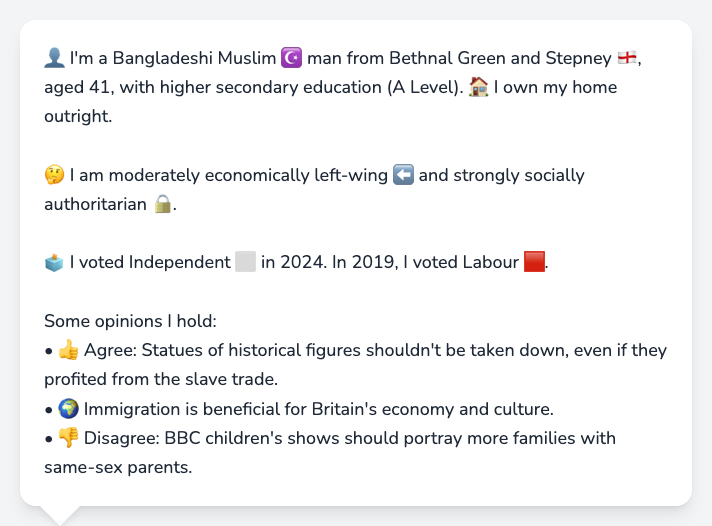 👤 I'm a Bangladeshi Muslim ☪️ man from Bethnal Green and Stepney 🏴󠁧󠁢󠁥󠁮󠁧󠁿,
aged 41, with higher secondary education (A Level). 🏠 I own my home
outright.
🤔 I am moderately economically left-wing ⬅️ and strongly socially
authoritarian 🔒.
🗳️ I voted Independent ⬜ in 2024. In 2019, I voted Labour 🟥.
Some opinions I hold:
• 👍 Agree: Statues of historical figures shouldn't be taken down, even if they
profited from the slave trade.
• 🌍 Immigration is beneficial for Britain's economy and culture.
• 👎 Disagree: BBC children's shows should portray more families with
same-sex parents.